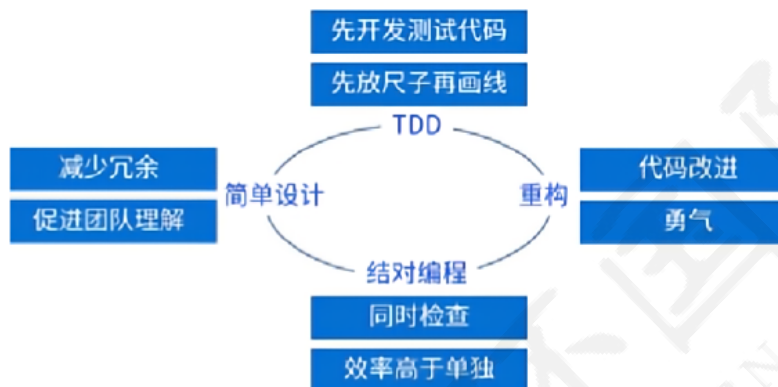 先开发测试代码
先放尺子再画线
TDD
减少冗余
促进团队理解
简单设计
重构
代码改进
勇气
结对编程
同时检查
效率高于单独